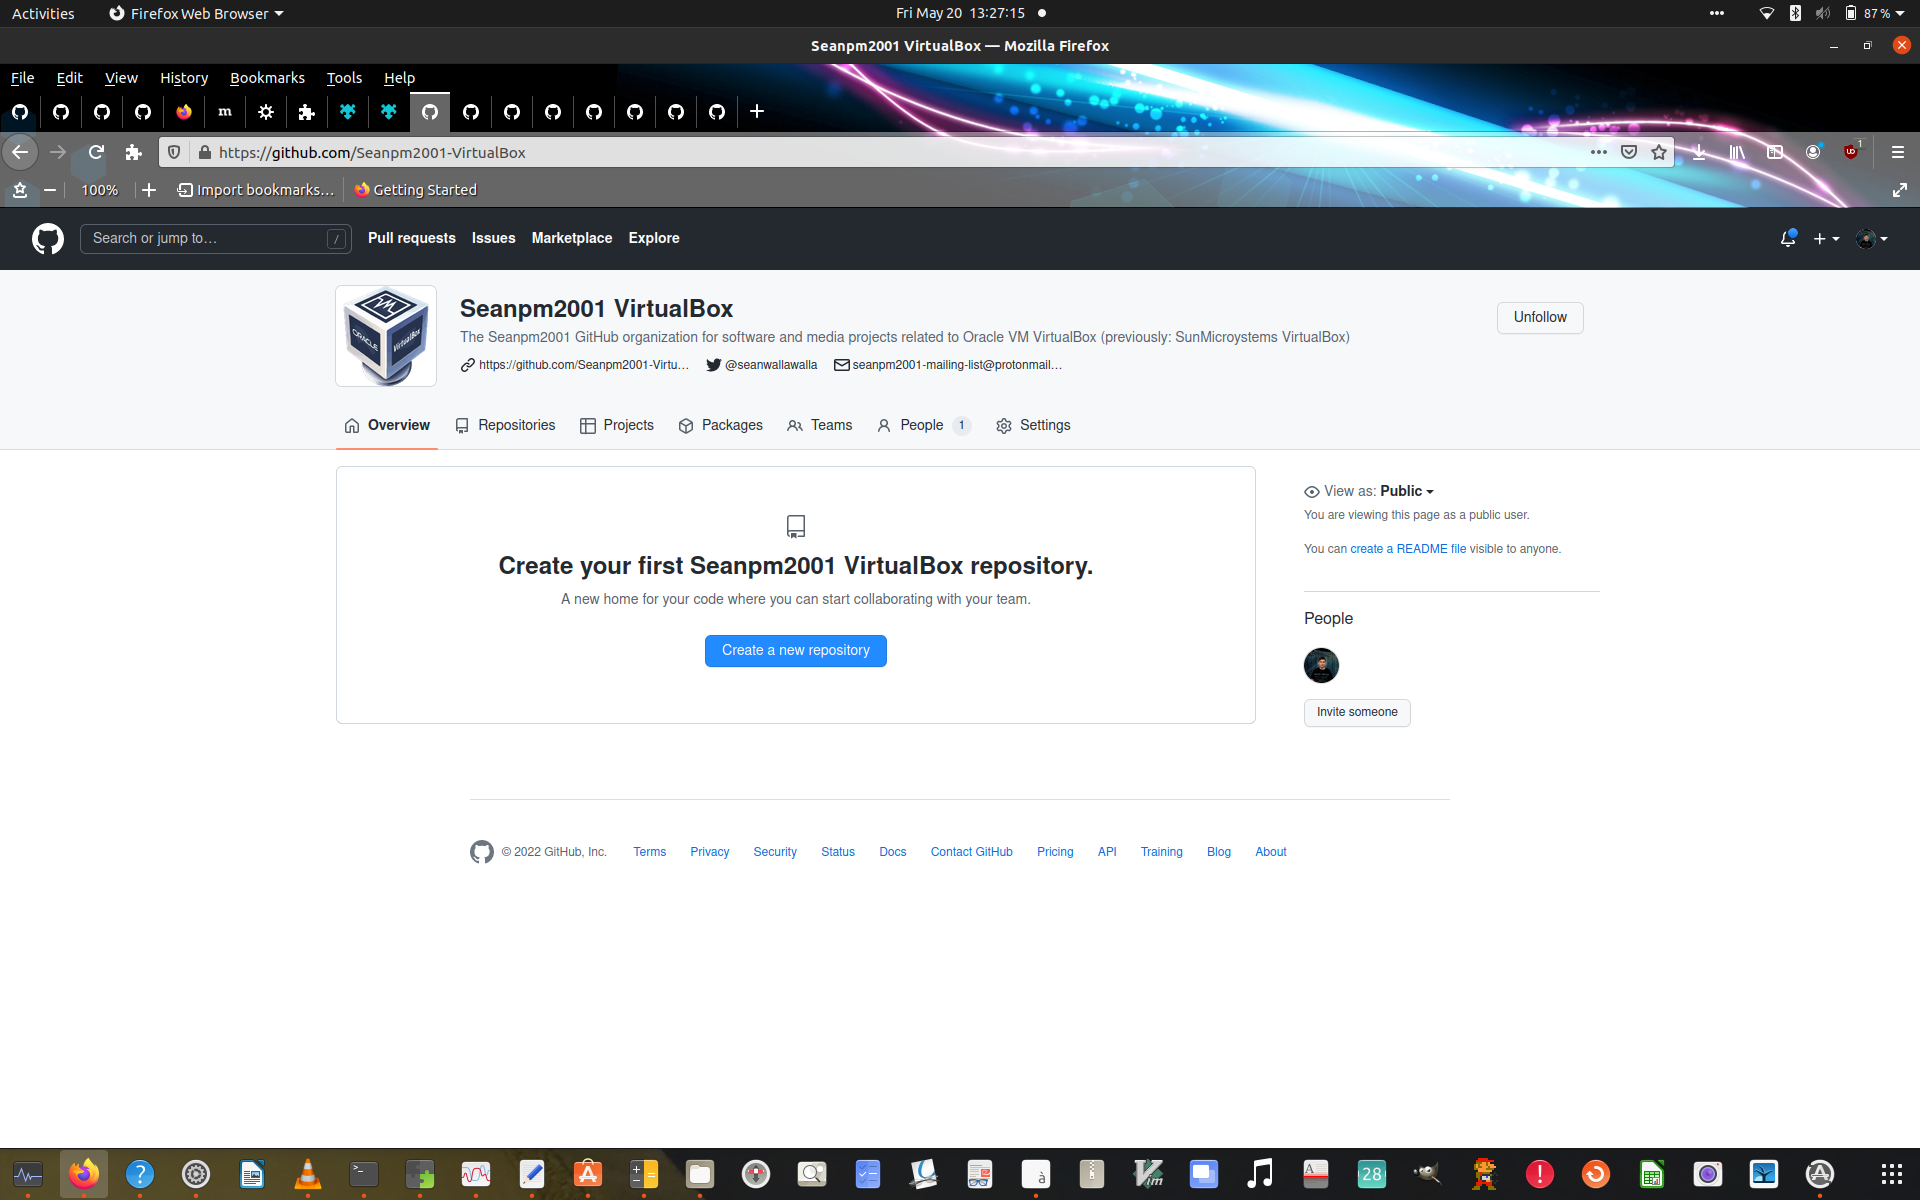 Activities
Firefox Web Browser
Fri May 20 13:27:15
87 %
Seanpm2001 VirtualBox — Mozilla Firefox
File Edit View History Bookmarks Tools Help
m
https://github.com/Seanpm2001-VirtualBox
1
100%
Import bookmarks…
Getting Started
Search or jump to…
/
Pull requests Issues Marketplace Explore
ORACLE
VirtualBox
Seanpm2001 VirtualBox
The Seanpm2001 GitHub organization for software and media projects related to Oracle VM VirtualBox (previously: SunMicroystems VirtualBox)
https://github.com/Seanpm2001-Virtu…
@seanwallawalla
seanpm2001-mailing-list@protonmail…
Unfollow
Overview Repositories Projects Packages Teams People 1 Settings
Create your first Seanpm2001 VirtualBox repository.
A new home for your code where you can start collaborating with your team.
Create a new repository
View as: Public
You are viewing this page as a public user.
You can create a README file visible to anyone.
People
Invite someone
© 2022 GitHub, Inc. Terms Privacy Security Status Docs Contact GitHub Pricing API Training Blog About
28